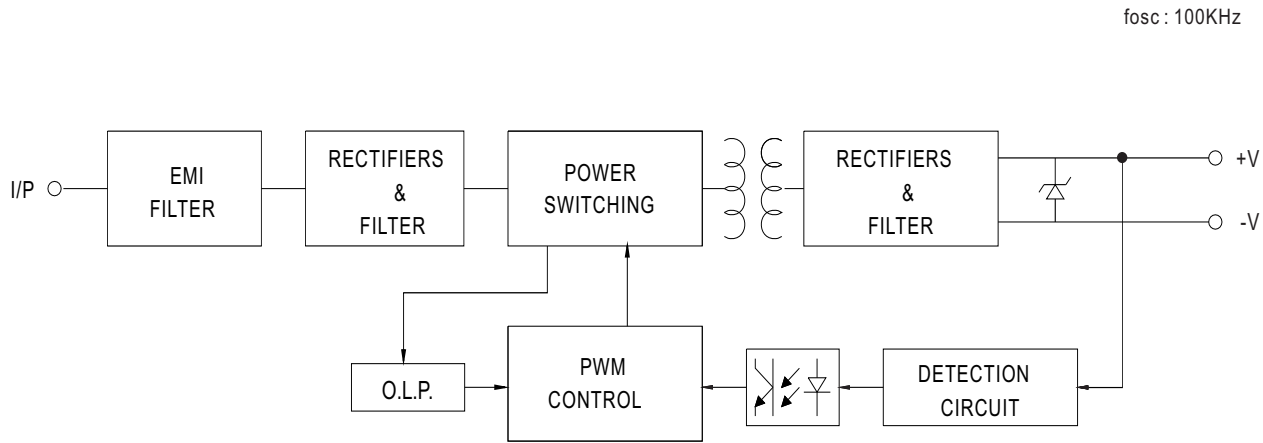 fosc : 100KHz
I/P
EMI
FILTER
RECTIFIERS
&
FILTER
POWER
SWITCHING
RECTIFIERS
&
FILTER
+V
-V
O.L.P.
PWM
CONTROL
DETECTION
CIRCUIT